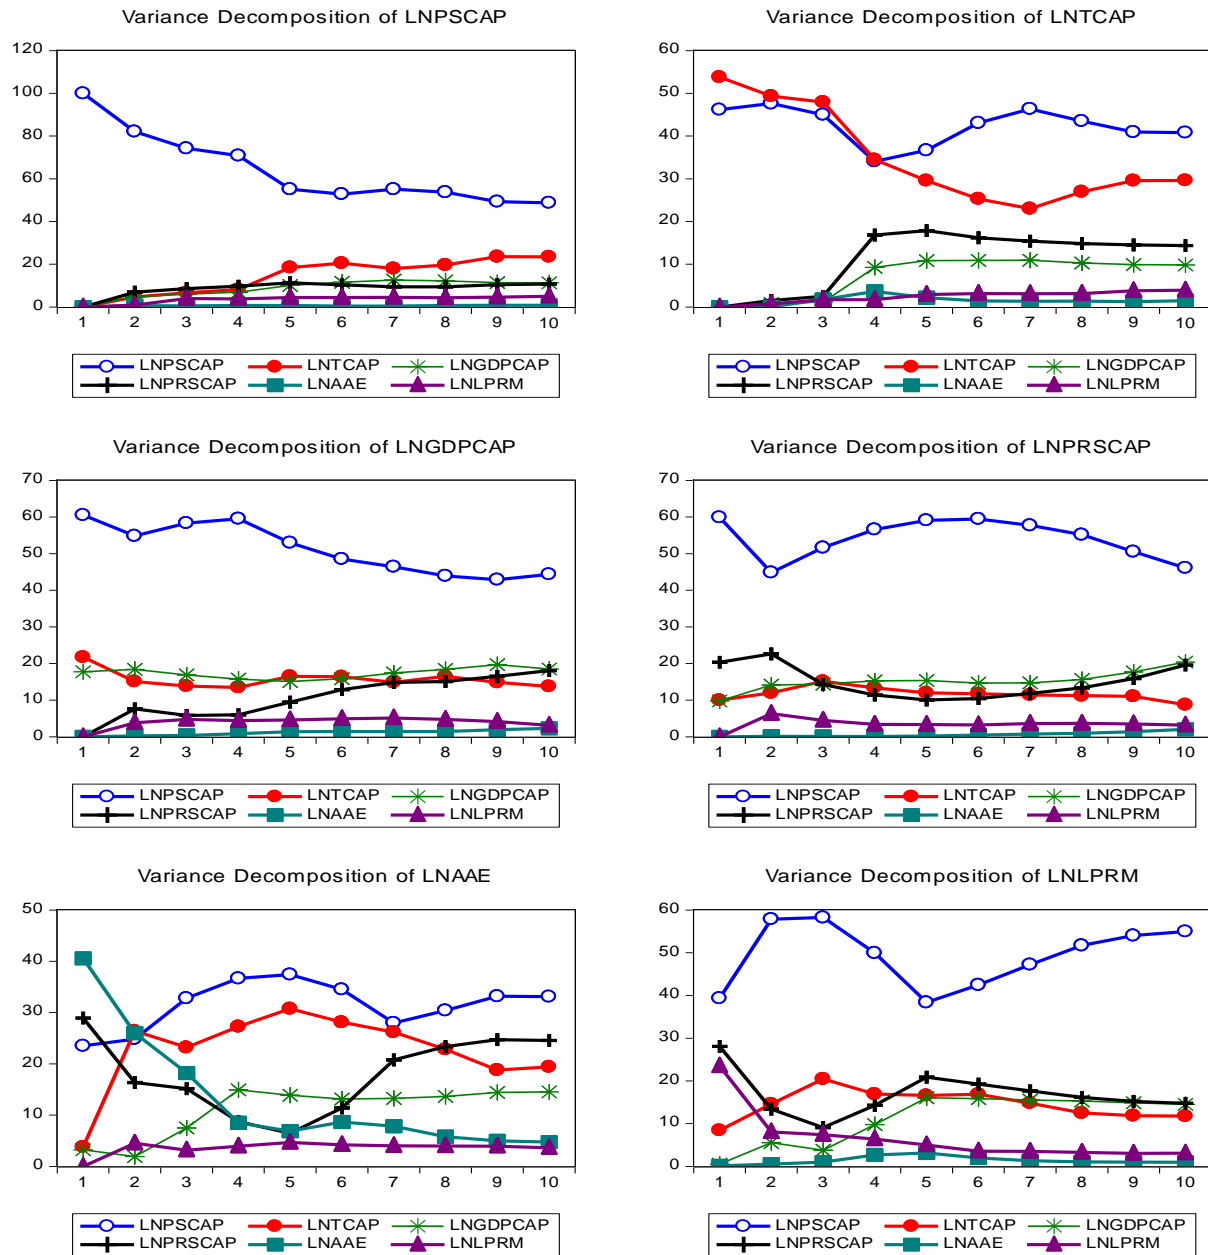 Variance Decomposition of LNPSCAP
120
100
80
60
40
20
0
1 2 3 4 5 6 7 8 9 10
LNPSCAP LNTCAP LNGDPCAP
LNPRSCAP LNAAE LNLPRM
Variance Decomposition of LNTCAP
60
50
40
30
20
10
0
1 2 3 4 5 6 7 8 9 10
LNPSCAP LNTCAP LNGDPCAP
LNPRSCAP LNAAE LNLPRM
Variance Decomposition of LNGDPCAP
70
60
50
40
30
20
10
0
1 2 3 4 5 6 7 8 9 10
LNPSCAP LNTCAP LNGDPCAP
LNPRSCAP LNAAE LNLPRM
Variance Decomposition of LNPRSCAP
70
60
50
40
30
20
10
0
1 2 3 4 5 6 7 8 9 10
LNPSCAP LNTCAP LNGDPCAP
LNPRSCAP LNAAE LNLPRM
Variance Decomposition of LNAAE
50
40
30
20
10
0
1 2 3 4 5 6 7 8 9 10
LNPSCAP LNTCAP LNGDPCAP
LNPRSCAP LNAAE LNLPRM
Variance Decomposition of LNLPRM
60
50
40
30
20
10
0
1 2 3 4 5 6 7 8 9 10
LNPSCAP LNTCAP LNGDPCAP
LNPRSCAP LNAAE LNLPRM